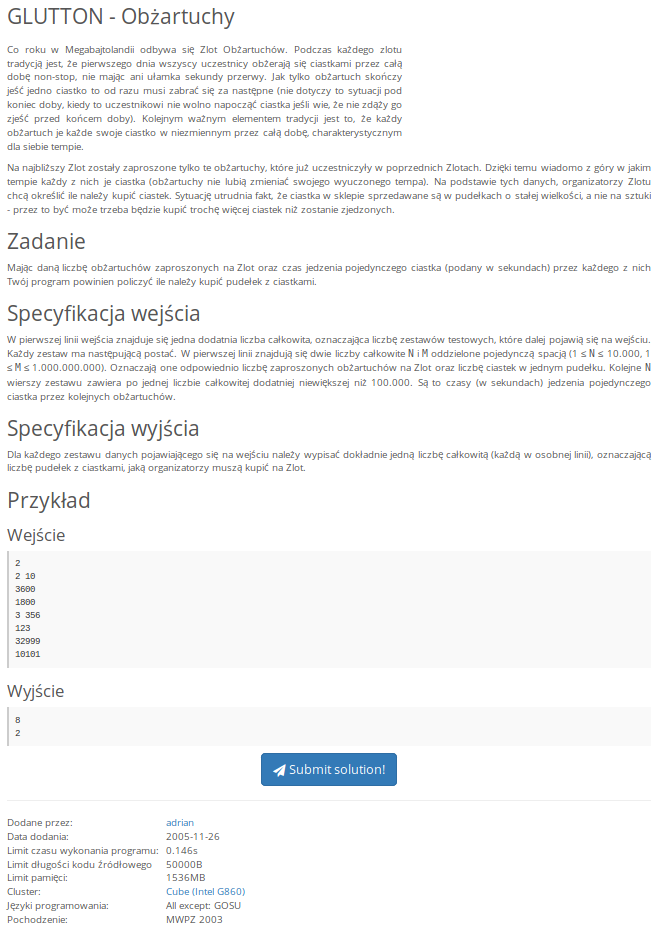 GLUTTON - Obżartuchy
Co roku w Megabajtolandii odbywa się Zlot Obżartuchów. Podczas każdego zlotu
tradycją jest, że pierwszego dnia wszyscy uczestnicy obżerają się ciastkami przez całą
dobę non-stop, nie mając ani ułamka sekundy przerwy. Jak tylko obżartuch skończy
jeść jedno ciastko to od razu musi zabrać się za następne (nie dotyczy to sytuacji pod
koniec doby, kiedy to uczestnikowi nie wolno napocząć ciastka jeśli wie, że nie zdąży go
zjeść przed końcem doby). Kolejnym ważnym elementem tradycji jest to, że każdy
obżartuch je każde swoje ciastko w niezmiennym przez całą dobę, charakterystycznym
dla siebie tempie.
Na najbliższy Zlot zostały zaproszone tylko te obżartuchy, które już uczestniczyły w poprzednich Zlotach. Dzięki temu wiadomo z góry w jakim
tempie każdy z nich je ciastka (obżartuchy nie lubią zmieniać swojego wyuczonego tempa). Na podstawie tych danych, organizatorzy Zlotu
chcą określić ile należy kupić ciastek. Sytuację utrudnia fakt, że ciastka w sklepie sprzedawane są w pudełkach o stałej wielkości, a nie na sztuki
- przez to być może trzeba będzie kupić trochę więcej ciastek niż zostanie zjedzonych.
Zadanie
Mając daną liczbę obżartuchów zaproszonych na Zlot oraz czas jedzenia pojedynczego ciastka (podany w sekundach) przez każdego z nich
Twój program powinien policzyć ile należy kupić pudełek z ciastkami.
Specyfikacja wejścia
W pierwszej linii wejścia znajduje się jedna dodatnia liczba całkowita, oznaczająca liczbę zestawów testowych, które dalej pojawią się na wejściu.
Każdy zestaw ma następującą postać. W pierwszej linii znajdują się dwie liczby całkowite N i M oddzielone pojedynczą spacją (1 ≤ N ≤ 10.000, 1
≤ M ≤ 1.000.000.000). Oznaczają one odpowiednio liczbę zaproszonych obżartuchów na Zlot oraz liczbę ciastek w jednym pudełku. Kolejne N
wierszy zestawu zawiera po jednej liczbie całkowitej dodatniej niewiększej niż 100.000. Są to czasy (w sekundach) jedzenia pojedynczego
ciastka przez kolejnych obżartuchów.
Specyfikacja wyjścia
Dla każdego zestawu danych pojawiającego się na wejściu należy wypisać dokładnie jedną liczbę całkowitą (każdą w osobnej linii), oznaczającą
liczbę pudełek z ciastkami, jaką organizatorzy muszą kupić na Zlot.
Przykład
Wejście
2
2 10
3600
1800
3 356
123
32999
10101
Wyjście
8
2
Submit solution!
Dodane przez: adrian
Data dodania: 2005-11-26
Limit czasu wykonania programu: 0.146s
Limit długości kodu źródłowego 50000B
Limit pamięci: 1536MB
Cluster: Cube (Intel G860)
Języki programowania: All except: GOSU
Pochodzenie: MWPZ 2003